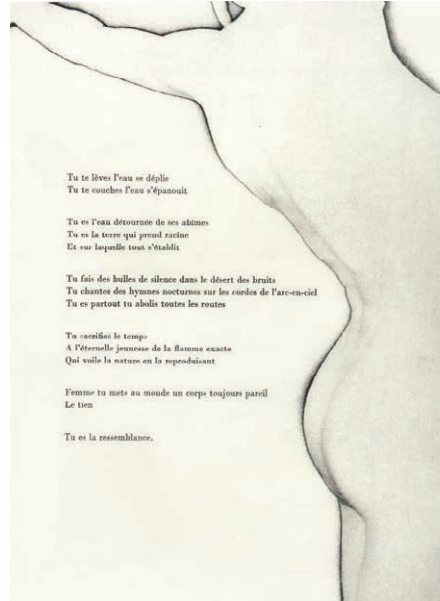 Tu te lèves l'eau se déplie
Tu te couches l'eau s'épanouit
Tu es l'eau détournée de ses abîmes
Tu es la terre qui prend racine
Et sur laquelle tout s'établit
Tu fais des bulles de silence dans le désert des bruits
Tu chantes des hymnes nocturnes sur les cordes de l'arc-en-ciel
Tu es partout tu abolis toutes les routes
Tu sacrifies le temps
A l'éternelle jeunesse de la flamme exacte
Qui voile la nature en la reproduisant
Femme tu mets au monde un corps toujours pareil
Le tien
Tu es la ressemblance.